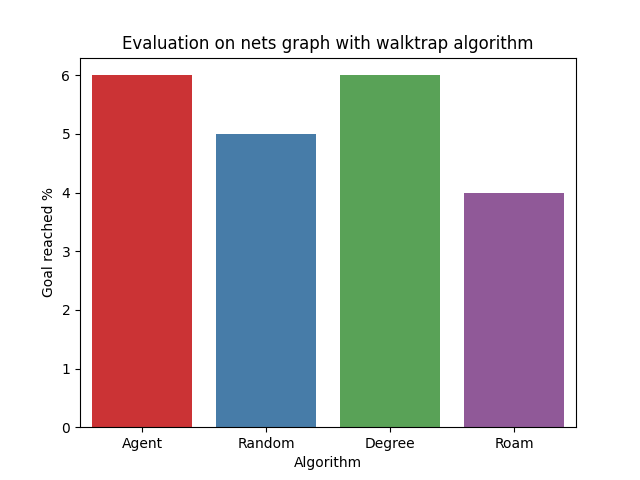 Evaluation on nets graph with walktrap algorithm
Goal reached %
6
5
4
3
2
1
0
Agent Random Degree Roam
Algorithm